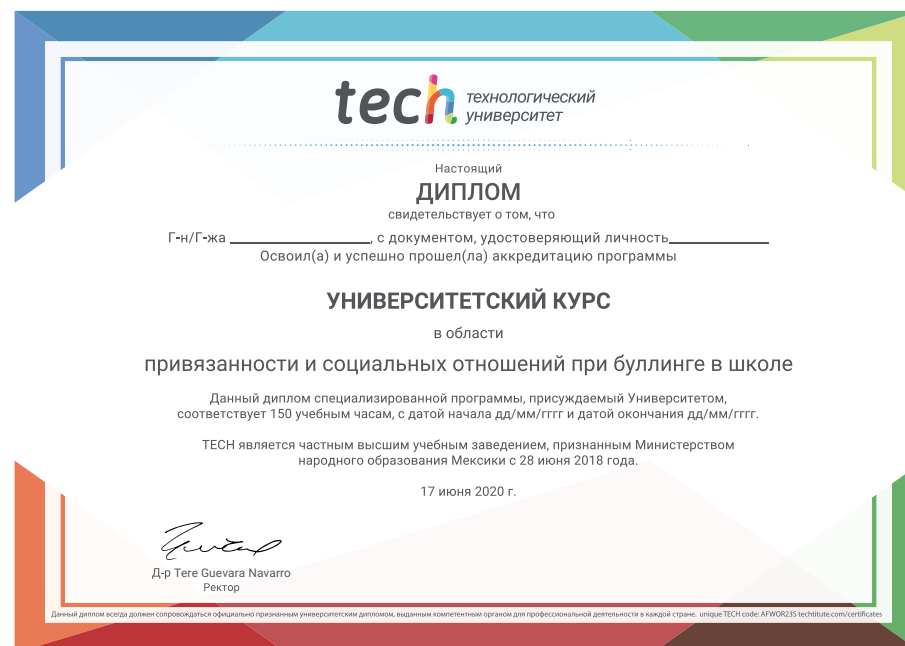 tech технологический
университет
Настоящий
ДИПЛОМ
свидетельствует о том, что
Г-н/Г-жа ____________________, с документом, удостоверяющий личность______________
Освоил(а) и успешно прошел(ла) аккредитацию программы
УНИВЕРСИТЕТСКИЙ КУРС
в области
привязанности и социальных отношений при буллинге в школе
Данный диплом специализированной программы, присуждаемый Университетом,
соответствует 150 учебным часам, с датой начала дд/мм/гггг и датой окончания дд/мм/гггг.
TECH является частным высшим учебным заведением, признанным Министерством
народного образования Мексики с 28 июня 2018 года.
17 июня 2020 г.
Д-р Tere Guevara Navarro
Ректор
Данный диплом всегда должен сопровождаться официально признанным университетским дипломом, выданным компетентным органом для профессиональной деятельности в каждой стране. unique TECH code: AFWOR23S techtitute.com/certificates